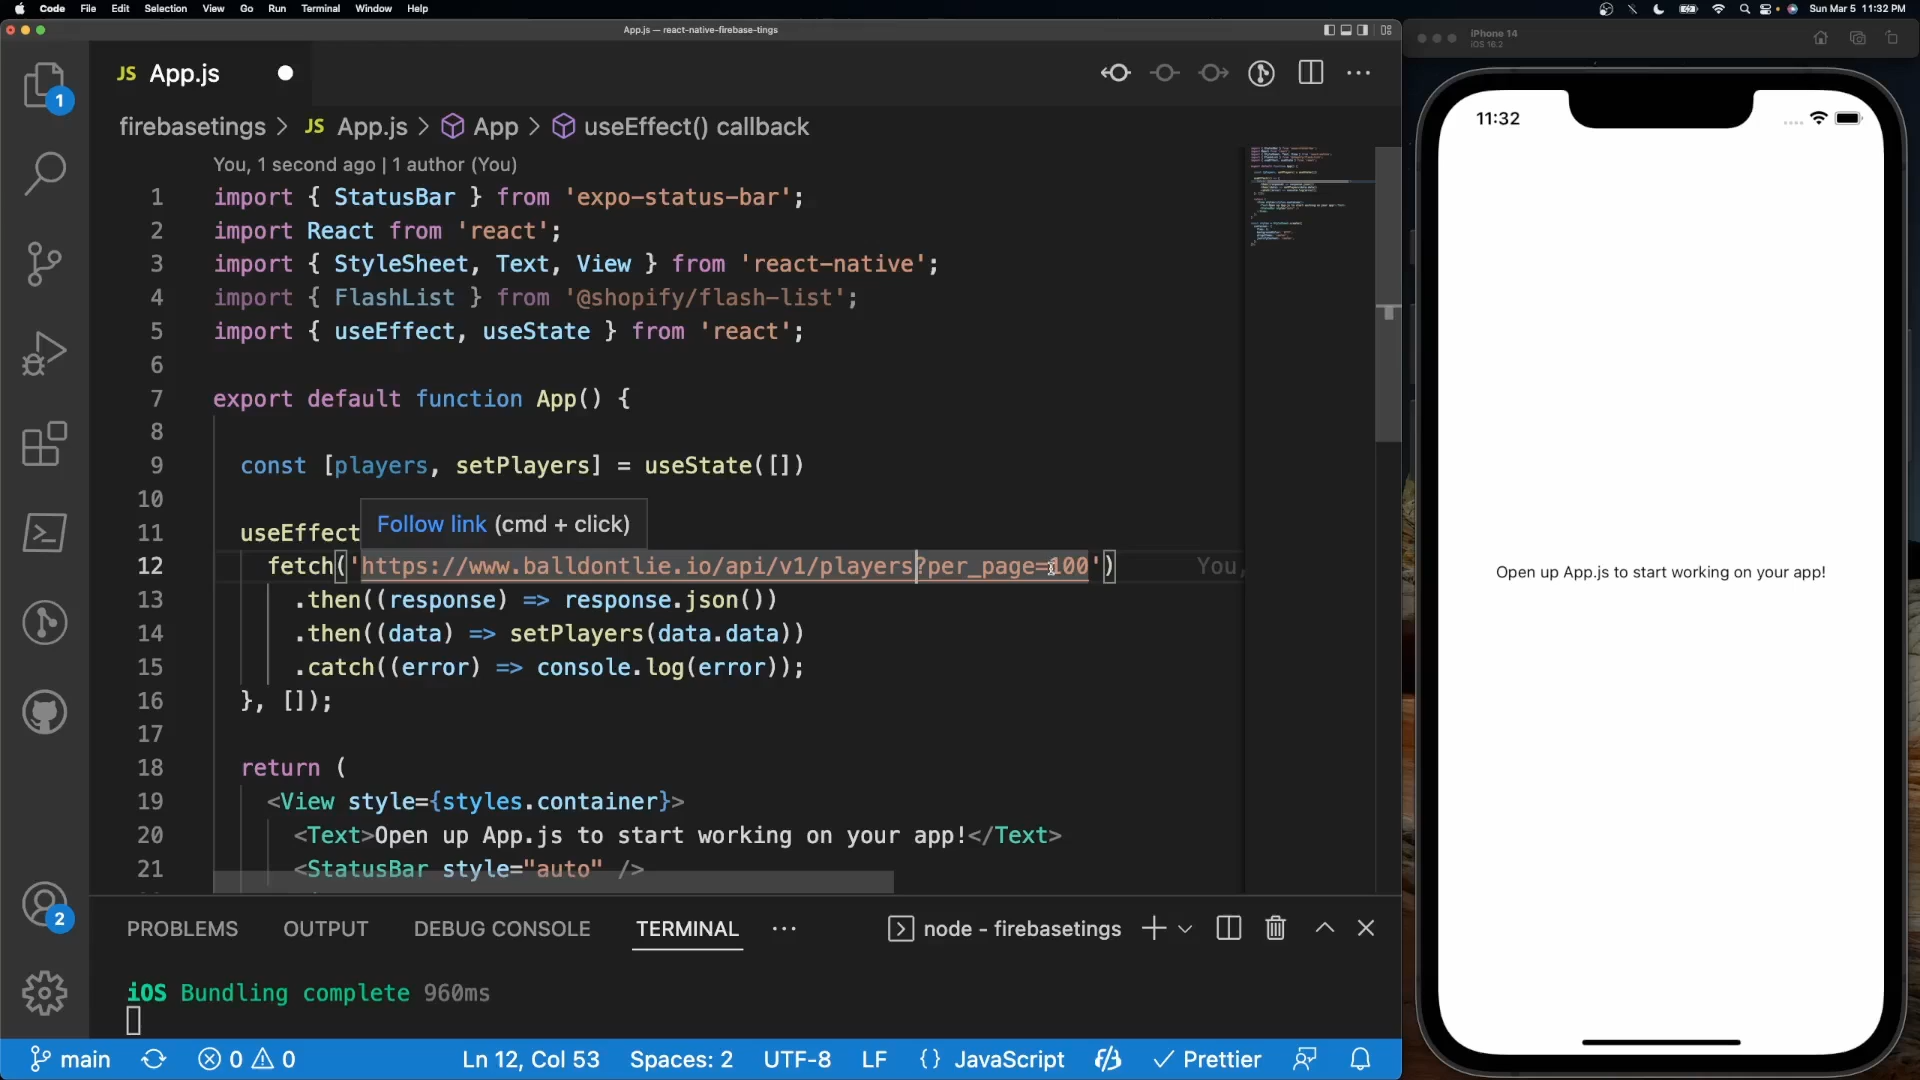 Code File Edit Selection View Go Run Terminal Window Help
Sun Mar 5 11:32 PM
App.js — react-native-firebase-tings
iPhone 14
iOS 16.2
JS App.js
1
firebasetings > JS App.js > App > useEffect() callback
You, 1 second ago | 1 author (You)
1 import { StatusBar } from 'expo-status-bar';
2 import React from 'react';
3 import { StyleSheet, Text, View } from 'react-native';
4 import { FlashList } from '@shopify/flash-list';
5 import { useEffect, useState } from 'react';
6
7 export default function App() {
8
9 const [players, setPlayers] = useState([])
10
Follow link (cmd + click)
11 useEffect
12 fetch('https://www.balldontlie.io/api/v1/players?per_page=100') You,
13 .then((response) => response.json())
14 .then((data) => setPlayers(data.data))
15 .catch((error) => console.log(error));
16 }, []);
17
18 return (
19 <View style={styles.container}>
20 <Text>Open up App.js to start working on your app!</Text>
21 <StatusBar style="auto" />
2
PROBLEMS OUTPUT DEBUG CONSOLE TERMINAL ... node - firebasetings
iOS Bundling complete 960ms
main 0 0 Ln 12, Col 53 Spaces: 2 UTF-8 LF {} JavaScript Prettier
11:32
Open up App.js to start working on your app!